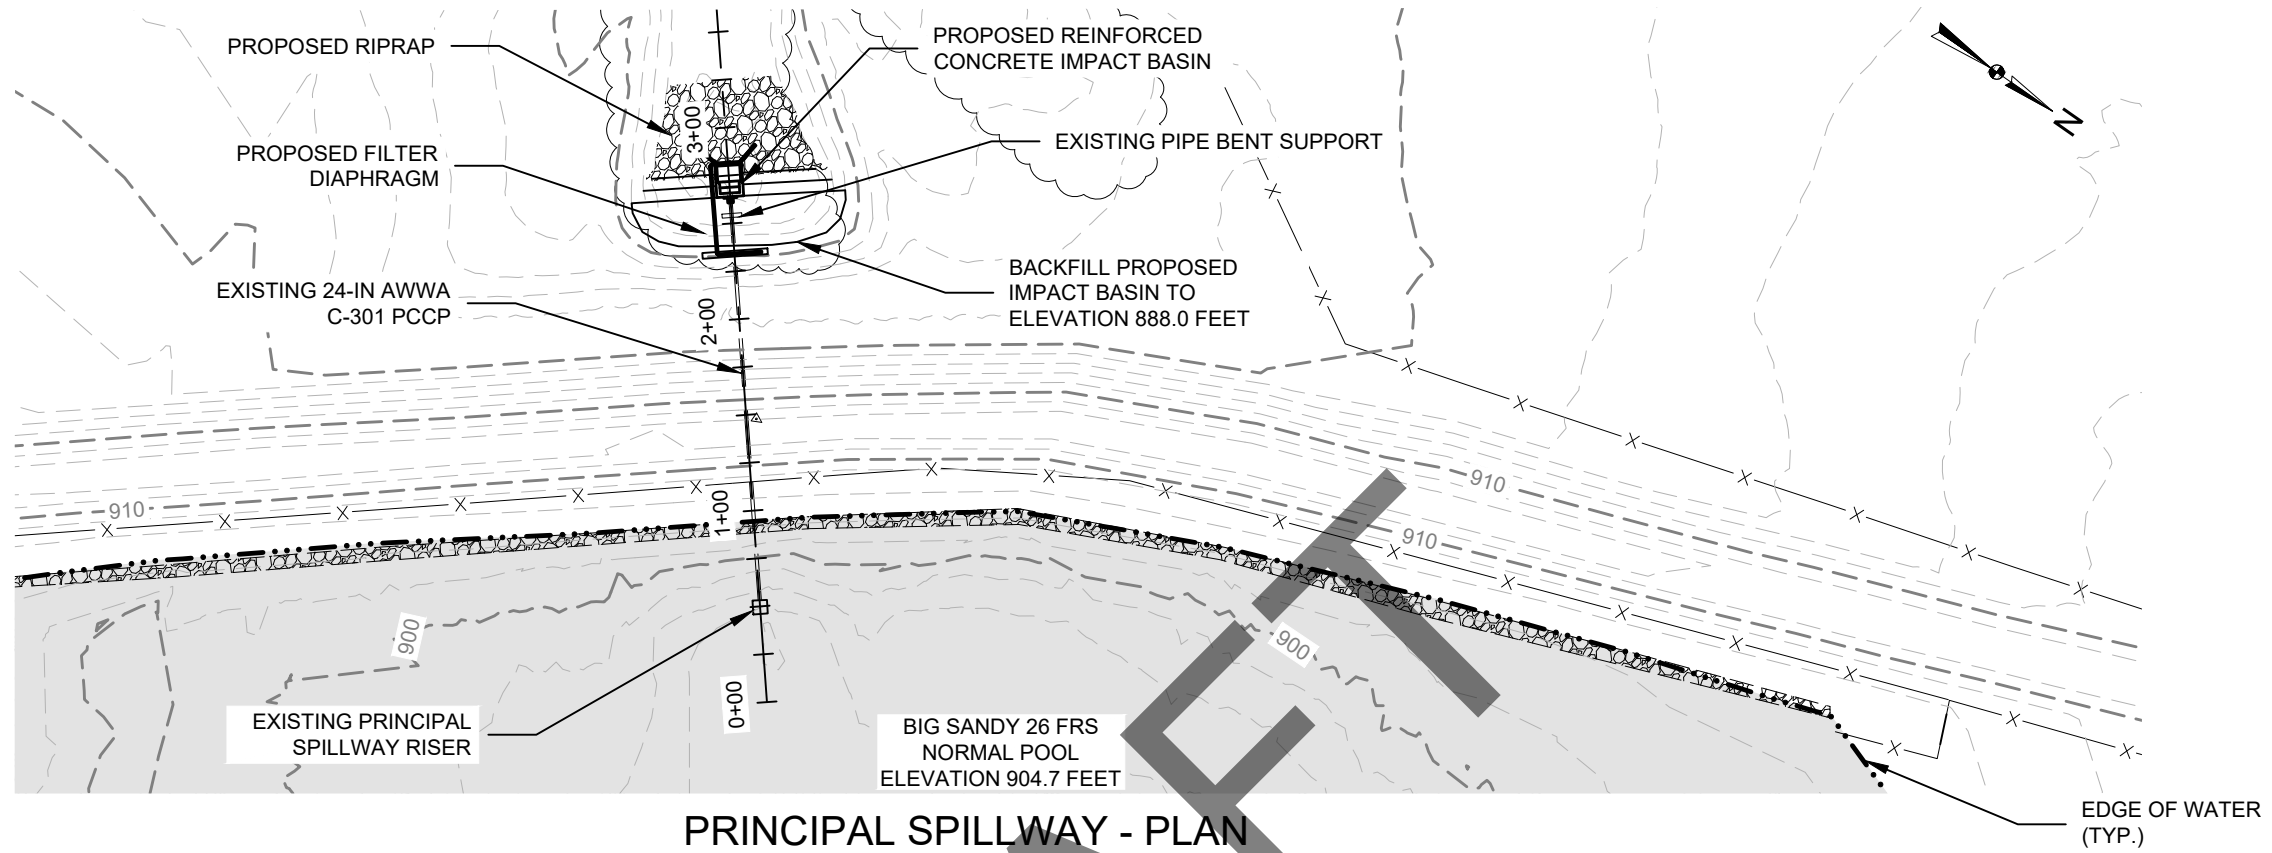 PROPOSED RIPRAP
PROPOSED REINFORCED
CONCRETE IMPACT BASIN
N
3+00
EXISTING PIPE BENT SUPPORT
PROPOSED FILTER
DIAPHRAGM
BACKFILL PROPOSED
IMPACT BASIN TO
ELEVATION 888.0 FEET
EXISTING 24-IN AWWA
C-301 PCCP
2+00
910
910
910
1+00
900
900
0+00
EXISTING PRINCIPAL
SPILLWAY RISER
BIG SANDY 26 FRS
NORMAL POOL
ELEVATION 904.7 FEET
EDGE OF WATER
(TYP.)
PRINCIPAL SPILLWAY - PLAN